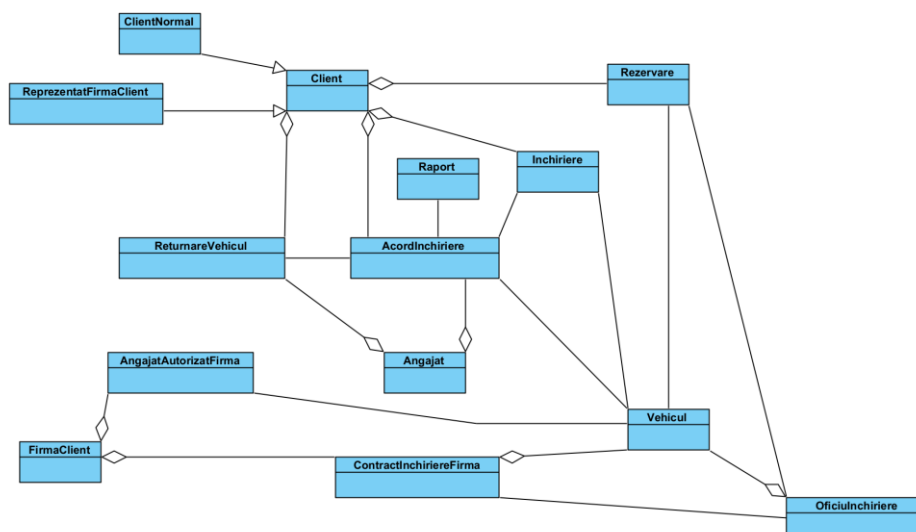 ClientNormal
Client
Rezervare
ReprezentatFirmaClient
Inchiriere
Raport
ReturnareVehicul
AcordInchiriere
AngajatAutorizatFirma
Angajat
Vehicul
FirmaClient
ContractInchiriereFirma
OficiuInchiriere